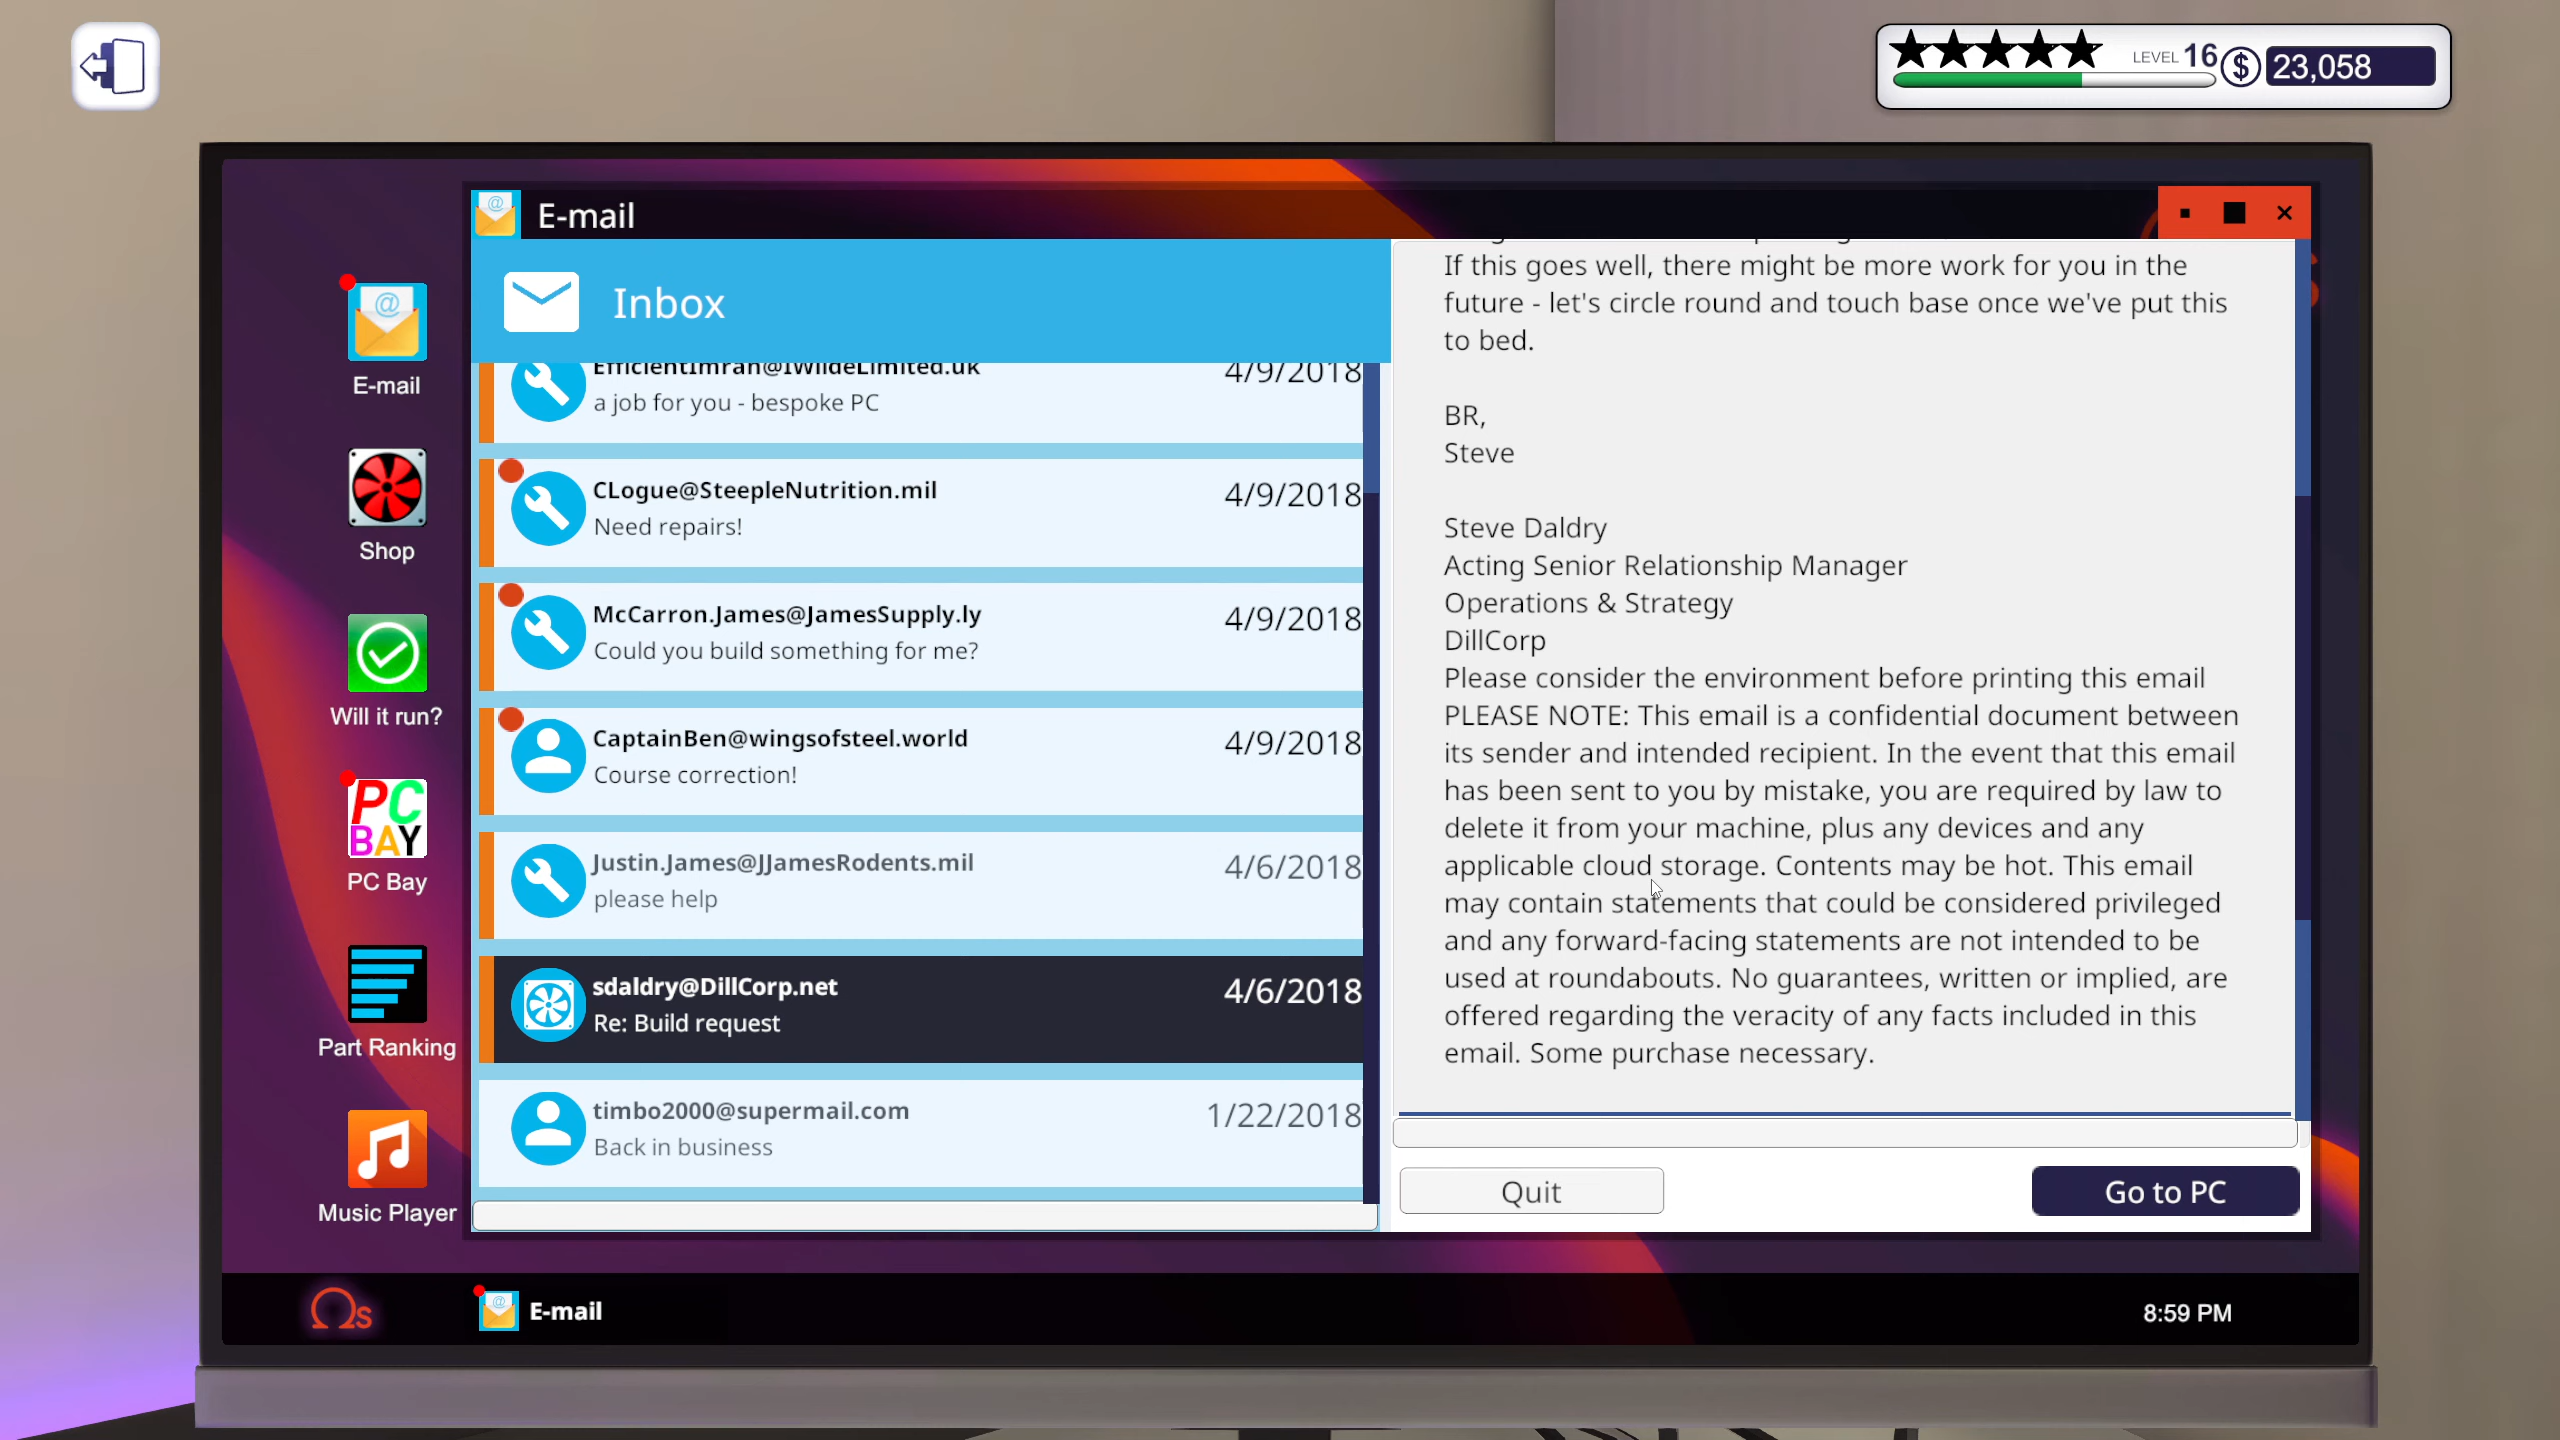 LEVEL 16
$ 23,058
E-mail
Inbox
E-mail
Shop
Will it run?
PC
BAY
PC Bay
Part Ranking
Music Player
EfficientImran@IWildeLimited.uk
4/9/2018
a job for you - bespoke PC
CLogue@SteepleNutrition.mil
4/9/2018
Need repairs!
McCarron.James@JamesSupply.ly
4/9/2018
Could you build something for me?
CaptainBen@wingsofsteel.world
4/9/2018
Course correction!
Justin.James@JJamesRodents.mil
4/6/2018
please help
sdaldry@DillCorp.net
4/6/2018
Re: Build request
timbo2000@supermail.com
1/22/2018
Back in business
If this goes well, there might be more work for you in the
future - let's circle round and touch base once we've put this
to bed.
BR,
Steve
Steve Daldry
Acting Senior Relationship Manager
Operations & Strategy
DillCorp
Please consider the environment before printing this email
PLEASE NOTE: This email is a confidential document between
its sender and intended recipient. In the event that this email
has been sent to you by mistake, you are required by law to
delete it from your machine, plus any devices and any
applicable cloud storage. Contents may be hot. This email
may contain statements that could be considered privileged
and any forward-facing statements are not intended to be
used at roundabouts. No guarantees, written or implied, are
offered regarding the veracity of any facts included in this
email. Some purchase necessary.
Quit
Go to PC
Ωs
E-mail
8:59 PM